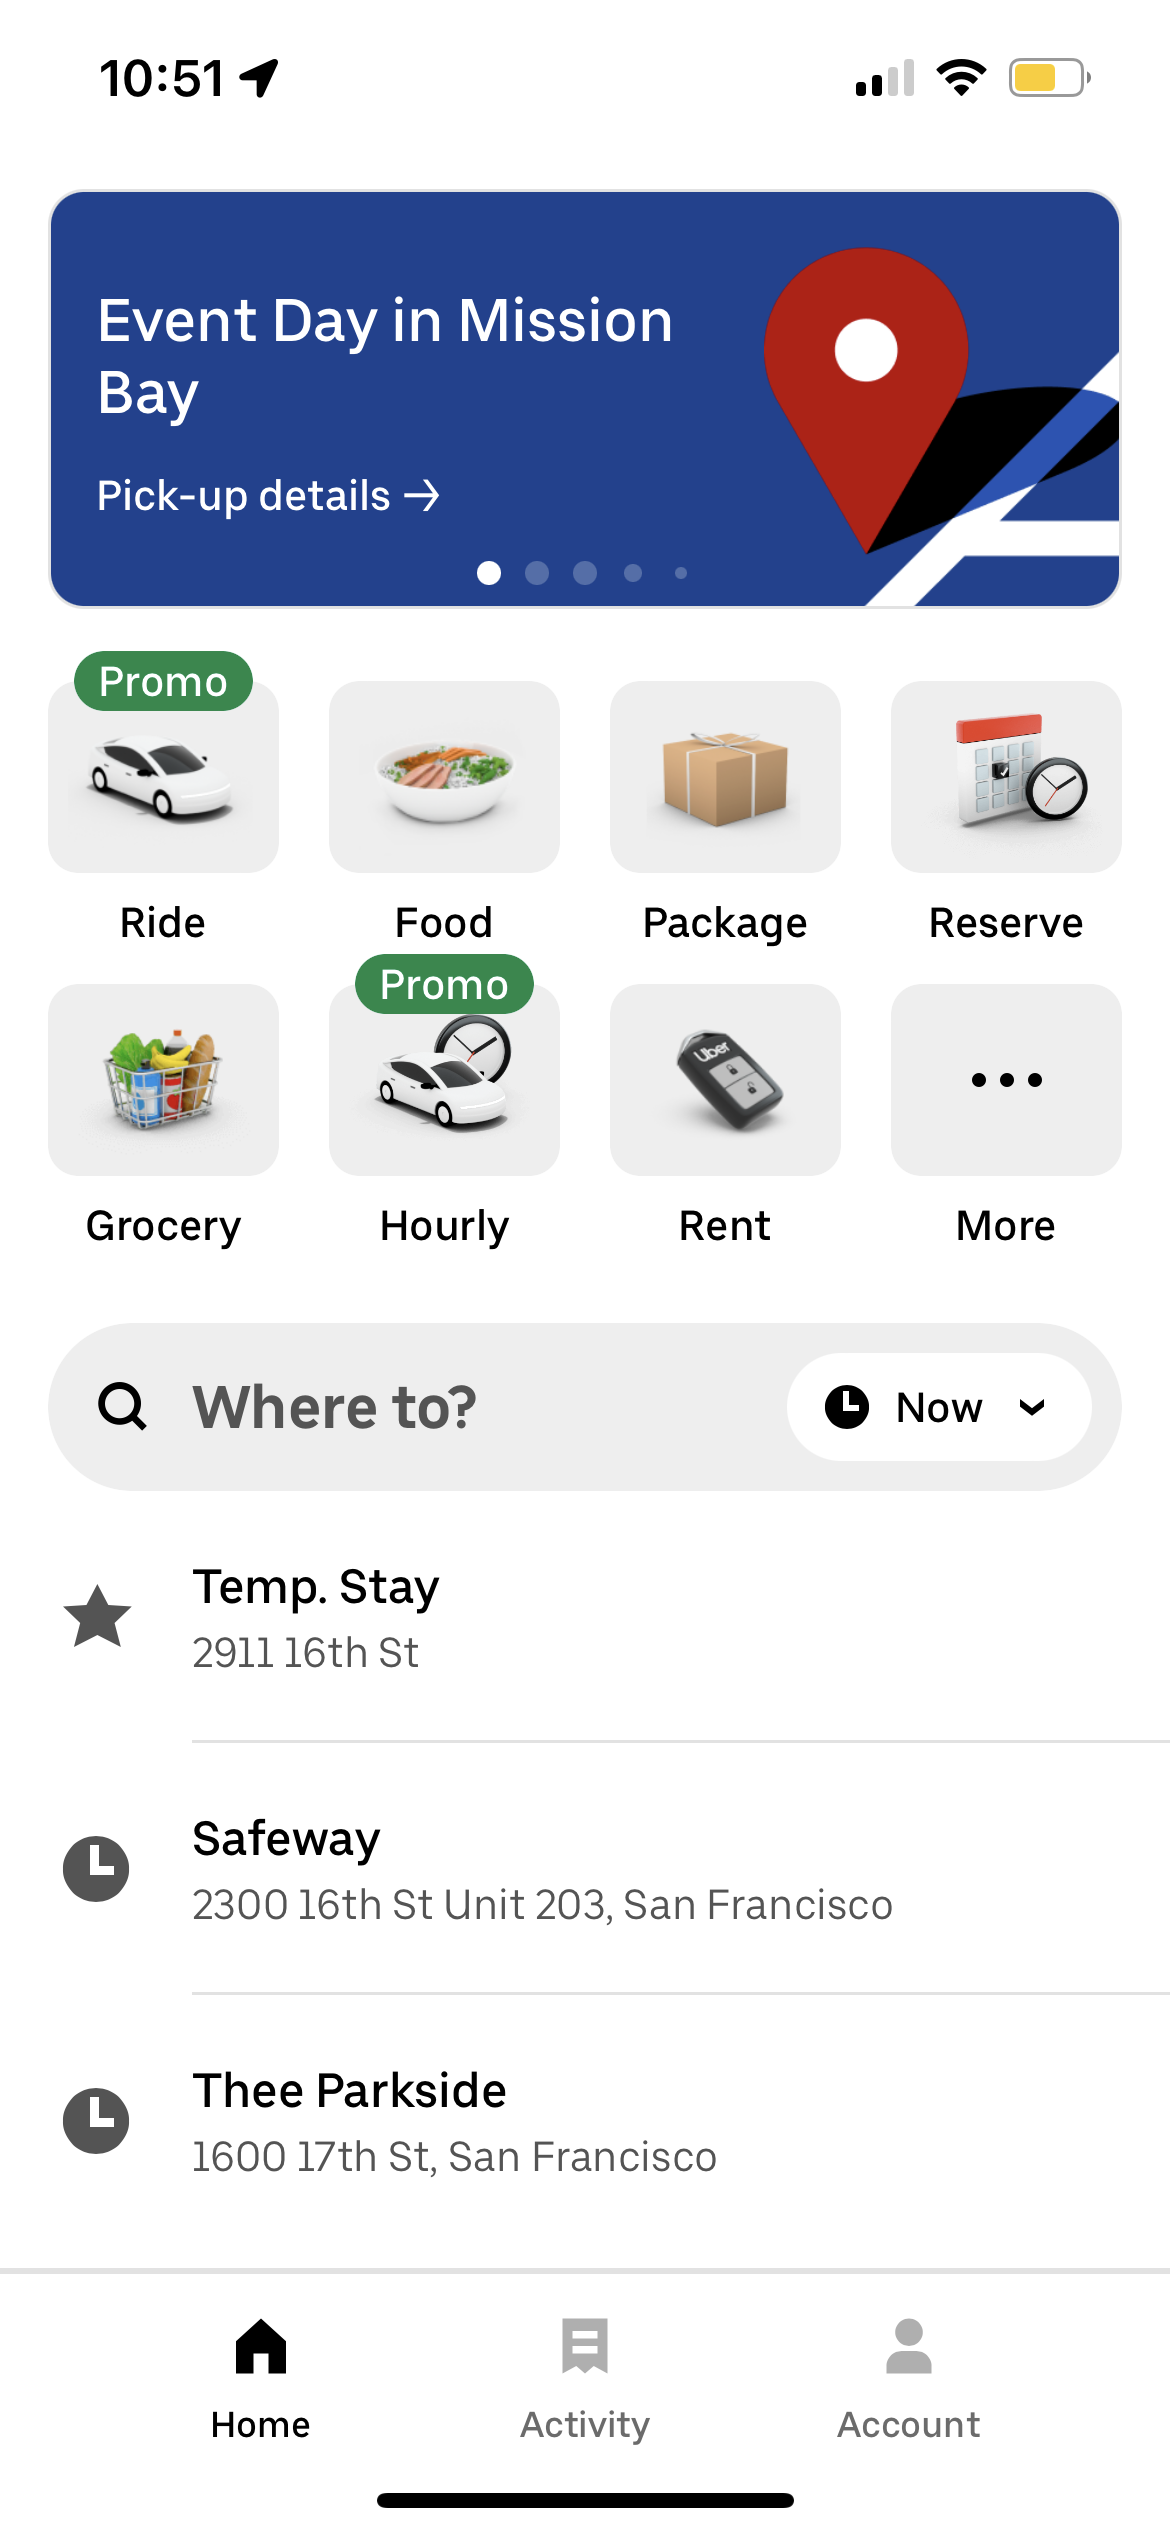 10:51
Event Day in Mission
Bay
Pick-up details →
Promo
Ride
Food
Package
Reserve
Promo
Uber
Grocery
Hourly
Rent
More
Where to?
Now
Temp. Stay
2911 16th St
Safeway
2300 16th St Unit 203, San Francisco
Thee Parkside
1600 17th St, San Francisco
Home
Activity
Account